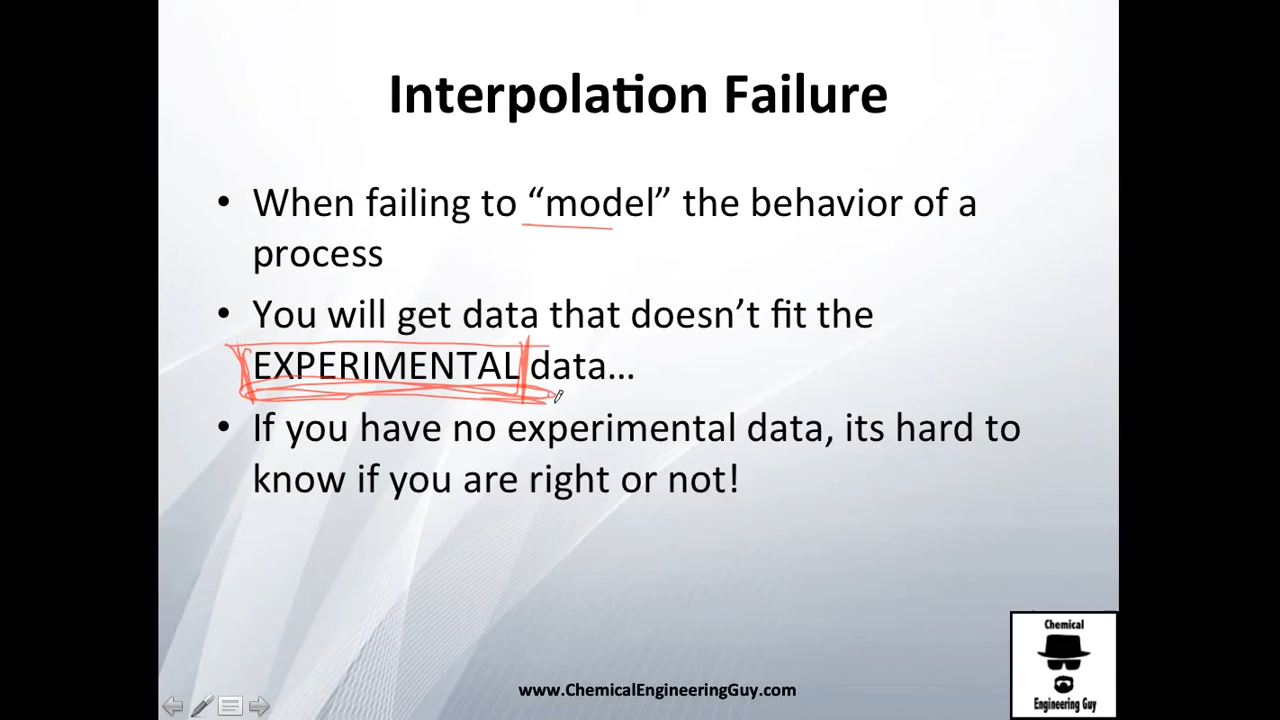 Interpolation Failure
• When failing to “model” the behavior of a
process
• You will get data that doesn’t fit the
EXPERIMENTAL data...
• If you have no experimental data, its hard to
know if you are right or not!
www.ChemicalEngineeringGuy.com
Chemical
Engineering Guy